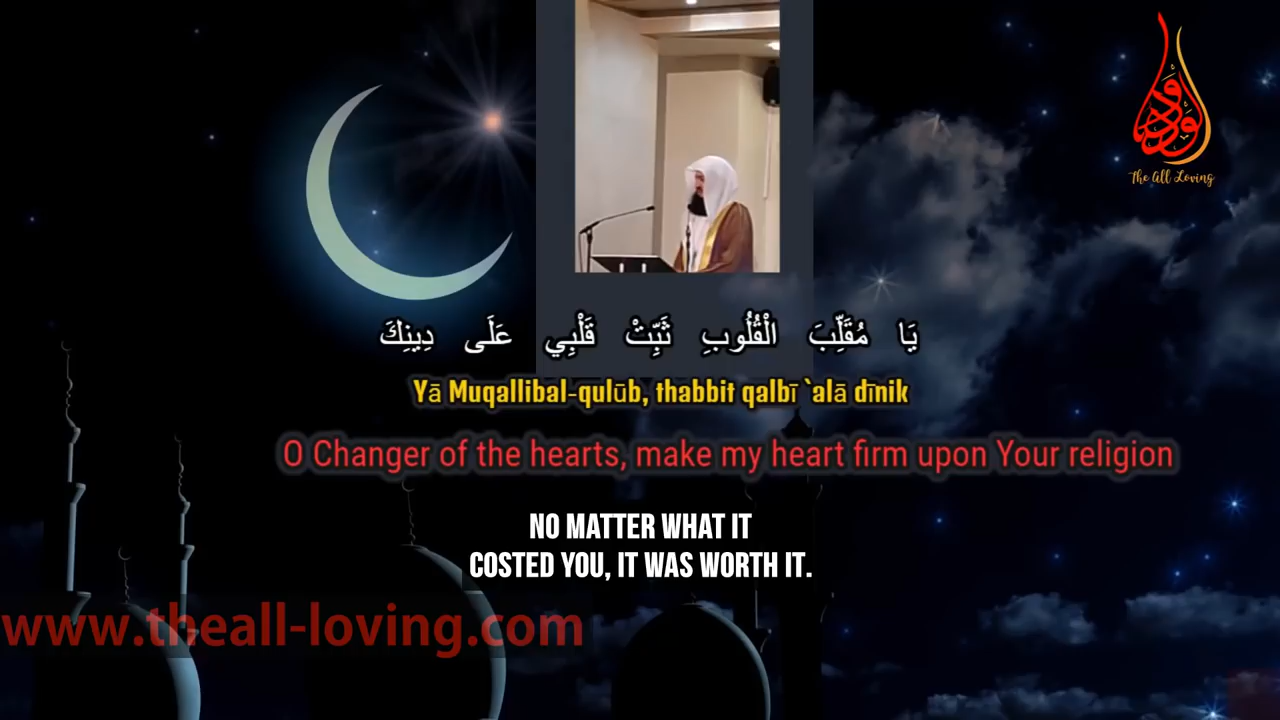 The All Loving
يَا مُقَلِّبَ الْقُلُوبِ ثَبِّتْ قَلْبِي عَلَى دِينِكَ
Yā Muqallibal-qulūb, thabbit qalbī `alā dīnik
O Changer of the hearts, make my heart firm upon Your religion
NO MATTER WHAT IT
COSTED YOU, IT WAS WORTH IT.
www.theall-loving.com